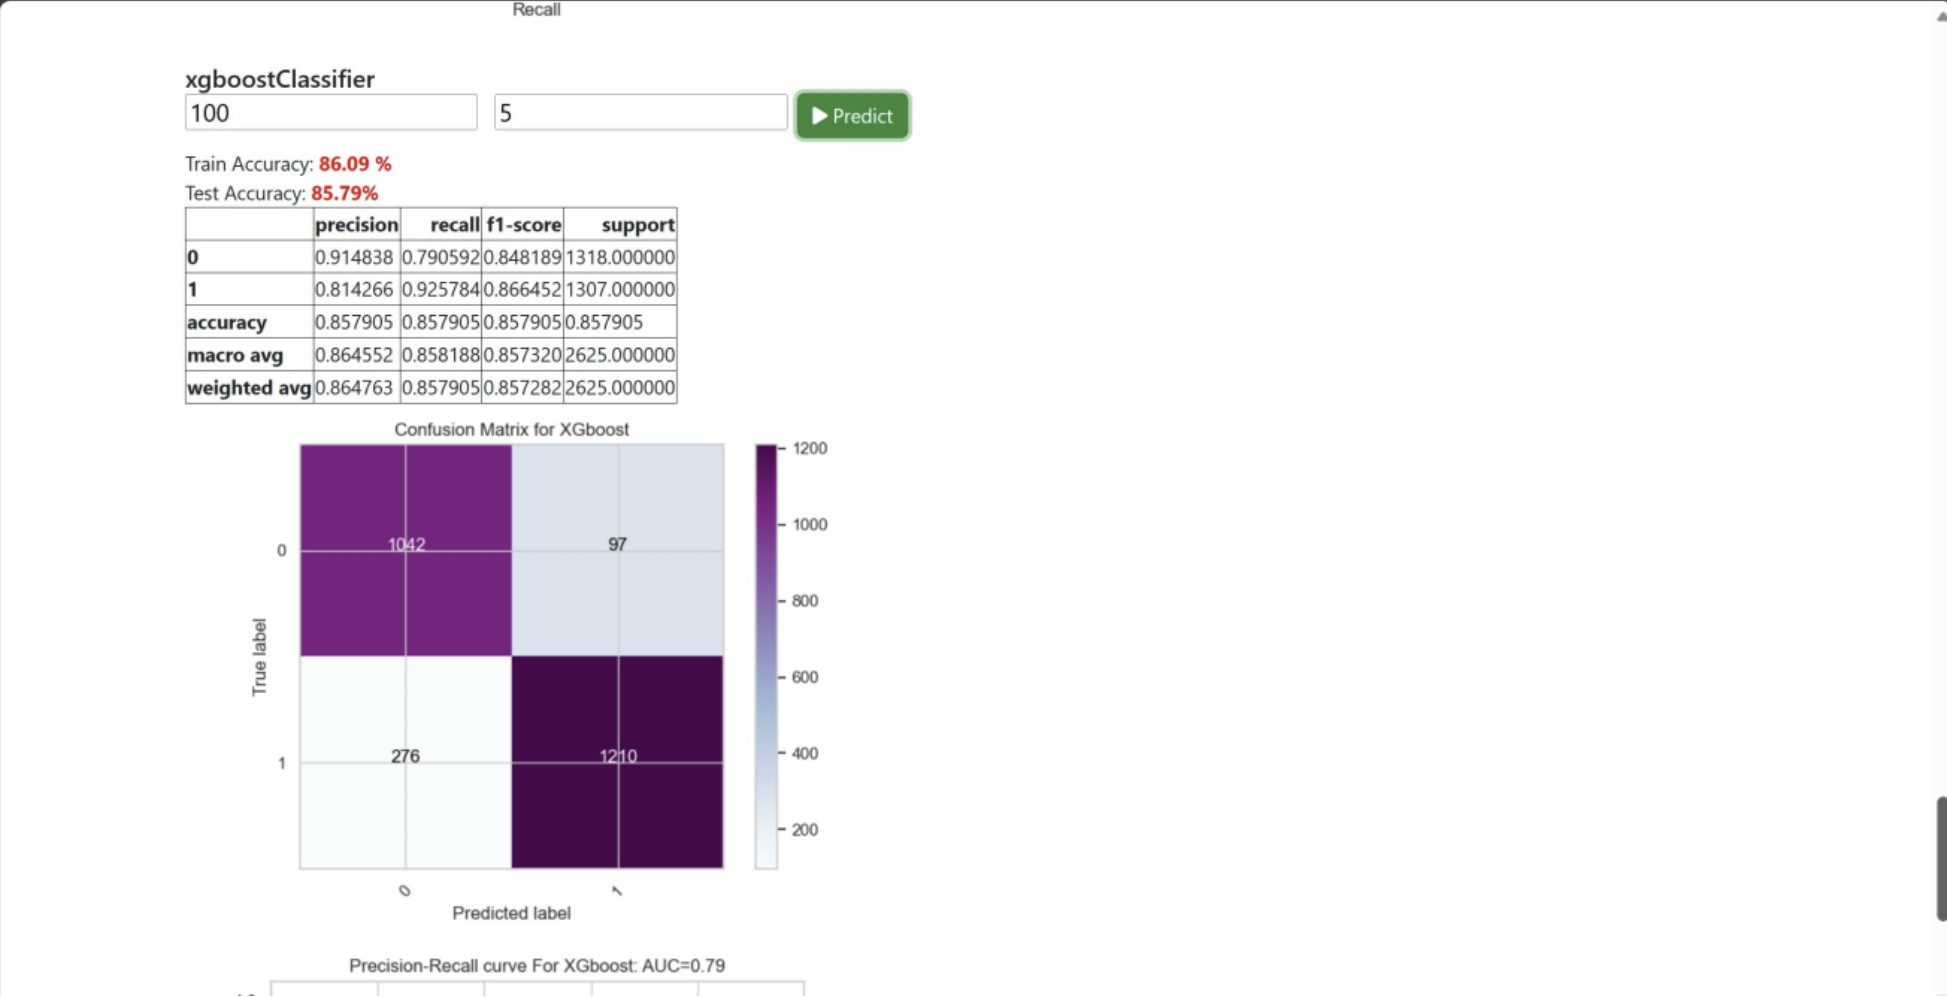 Recall
xgboostClassifier
100 5 Predict
Train Accuracy: 86.09 %
Test Accuracy: 85.79%
precision recall f1-score support
0 0.914838 0.790592 0.848189 1318.000000
1 0.814266 0.925784 0.866452 1307.000000
accuracy 0.857905 0.857905 0.857905 0.857905
macro avg 0.864552 0.858188 0.857320 2625.000000
weighted avg 0.864763 0.857905 0.857282 2625.000000
Confusion Matrix for XGboost
1200
1000
0 1042 97
800
True label
600
1 276 1210
400
200
0 1
Predicted label
Precision-Recall curve For XGboost: AUC=0.79